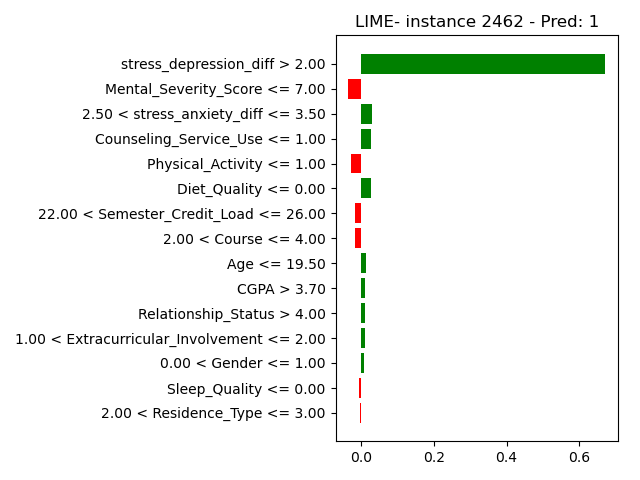 LIME- instance 2462 - Pred: 1
stress_depression_diff > 2.00
Mental_Severity_Score <= 7.00
2.50 < stress_anxiety_diff <= 3.50
Counseling_Service_Use <= 1.00
Physical_Activity <= 1.00
Diet_Quality <= 0.00
22.00 < Semester_Credit_Load <= 26.00
2.00 < Course <= 4.00
Age <= 19.50
CGPA > 3.70
Relationship_Status > 4.00
1.00 < Extracurricular_Involvement <= 2.00
0.00 < Gender <= 1.00
Sleep_Quality <= 0.00
2.00 < Residence_Type <= 3.00
0.0 0.2 0.4 0.6